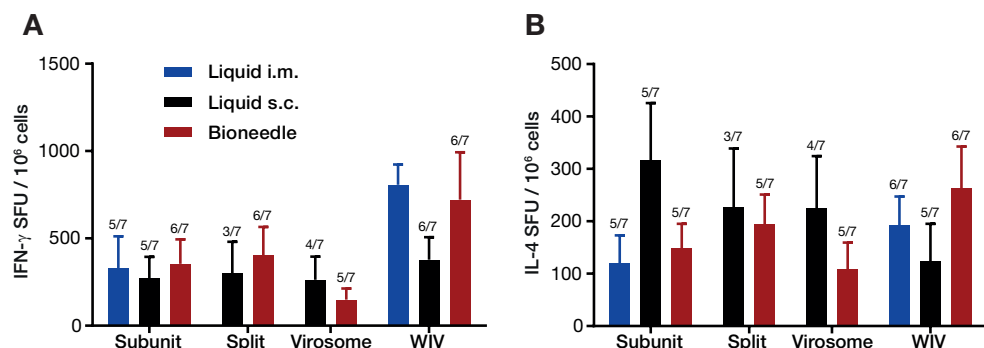 A
IFN-γ SFU / 10⁶ cells
1500
1000
500
0
Liquid i.m.
Liquid s.c.
Bioneedle
5/7
5/7
6/7
3/7
6/7
4/7
5/7
6/7
6/7
Subunit
Split
Virosome
WIV
B
IL-4 SFU / 10⁶ cells
500
400
300
200
100
0
5/7
5/7
5/7
3/7
5/7
4/7
5/7
6/7
5/7
6/7
Subunit
Split
Virosome
WIV